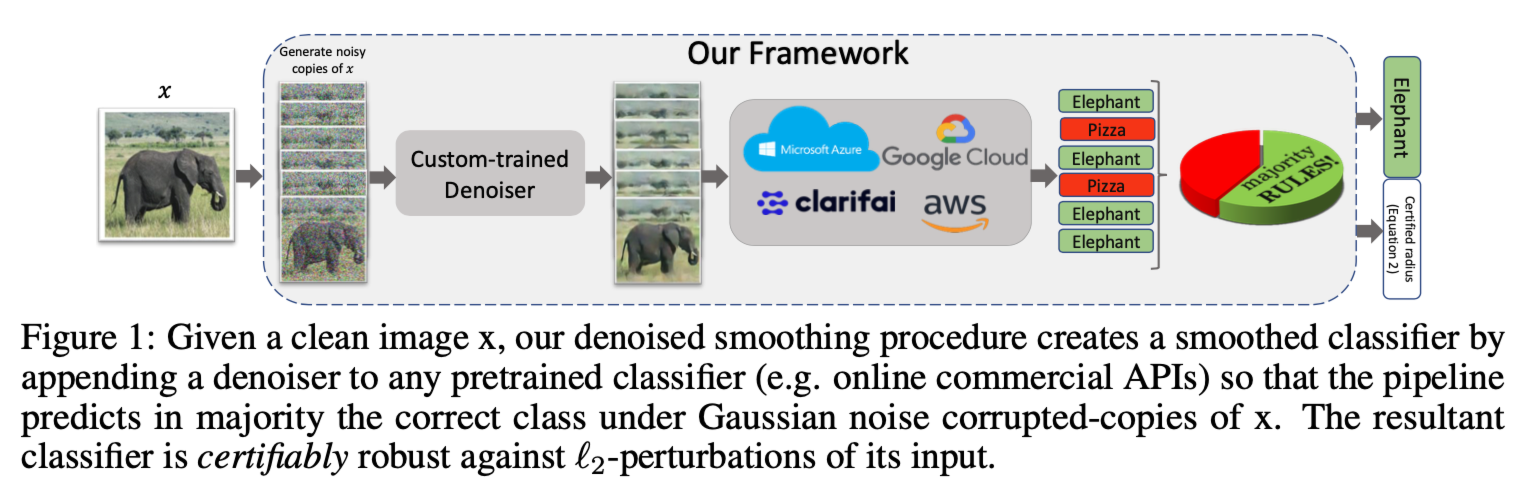 Our Framework
Generate noisy
copies of x
x
Custom-trained
Denoiser
Microsoft Azure
Google Cloud
clarifai
aws
Elephant
Pizza
Elephant
Pizza
Elephant
Elephant
majority
RULES!
Elephant
Certified radius
(Equation 2)
Figure 1: Given a clean image x, our denoised smoothing procedure creates a smoothed classifier by
appending a denoiser to any pretrained classifier (e.g. online commercial APIs) so that the pipeline
predicts in majority the correct class under Gaussian noise corrupted-copies of x. The resultant
classifier is certifiably robust against ℓ₂-perturbations of its input.